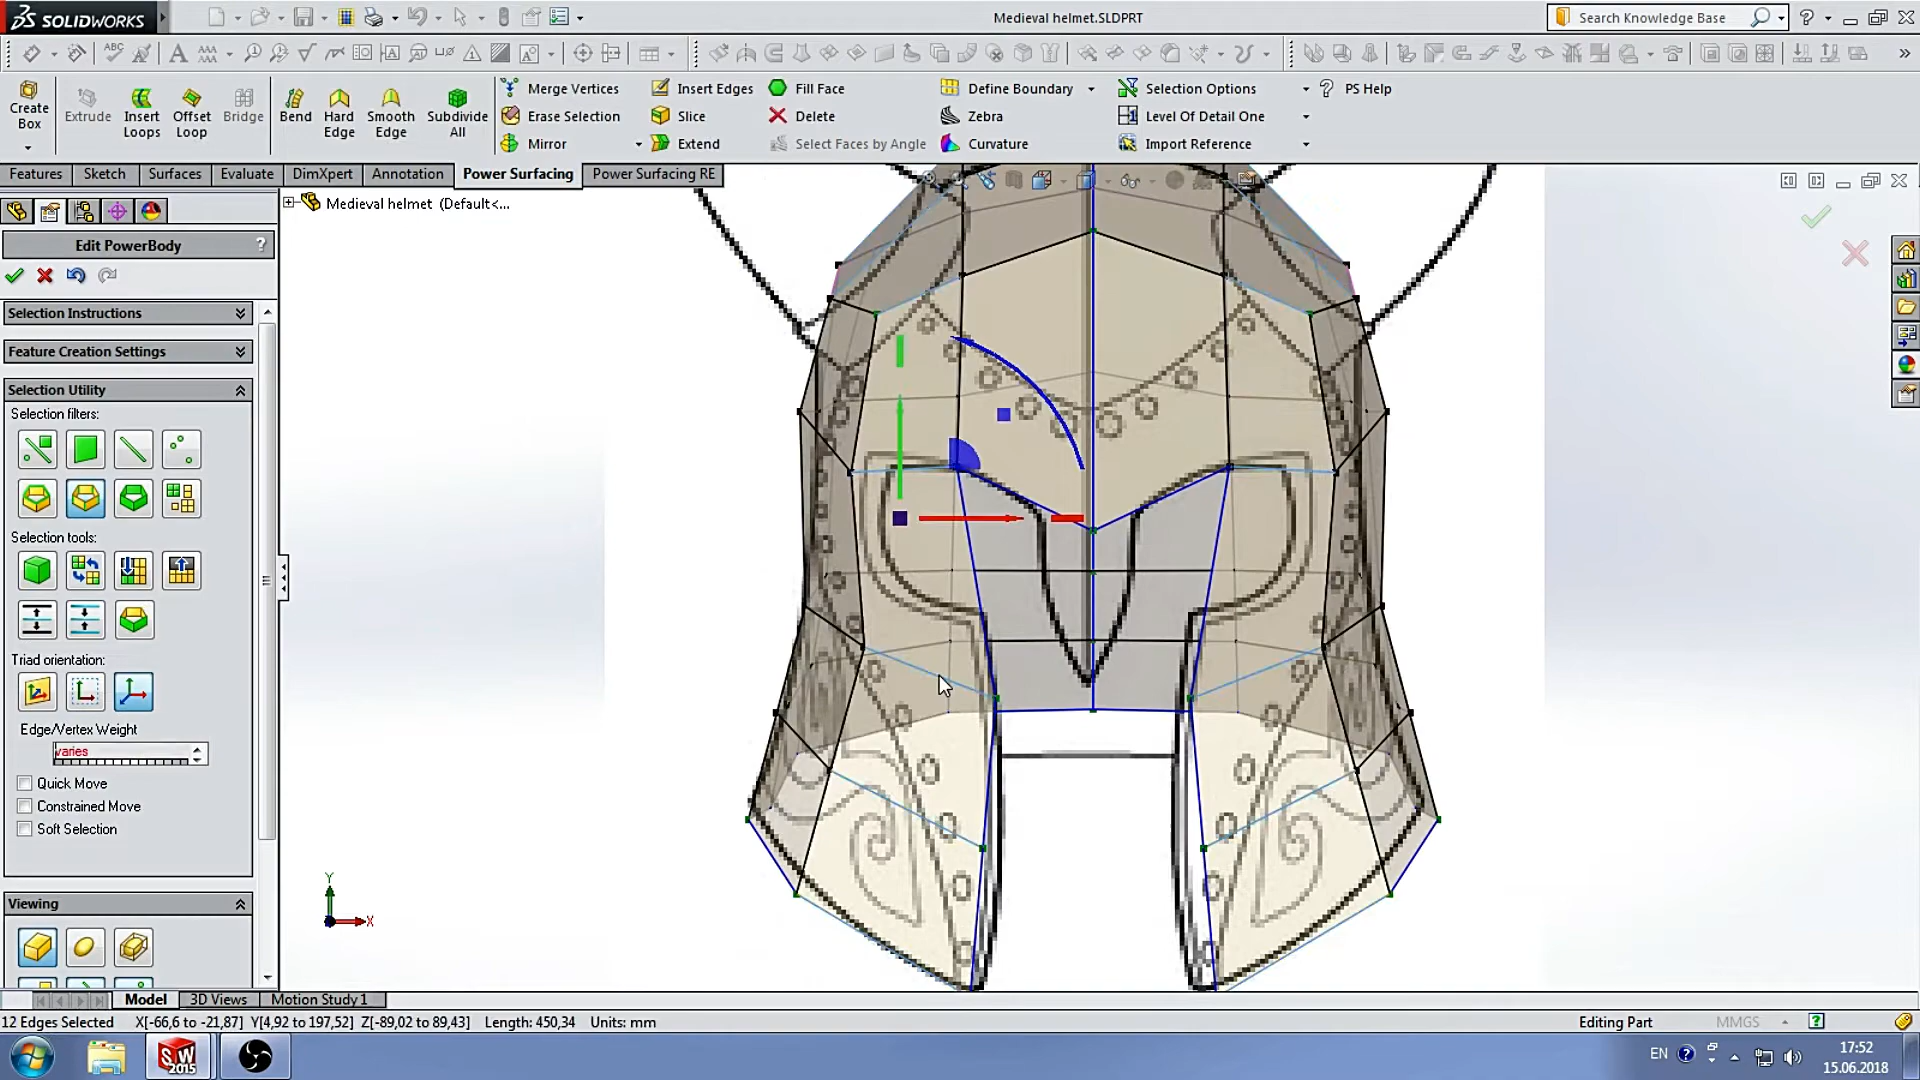 SOLIDWORKS
Medieval helmet.SLDPRT
Search Knowledge Base
Create Box
Extrude
Insert Loops
Offset Loop
Bridge
Bend
Hard Edge
Smooth Edge
Subdivide All
Merge Vertices
Erase Selection
Mirror
Insert Edges
Slice
Extend
Fill Face
Delete
Select Faces by Angle
Define Boundary
Zebra
Curvature
Selection Options
Level Of Detail One
Import Reference
PS Help
Features
Sketch
Surfaces
Evaluate
DimXpert
Annotation
Power Surfacing
Power Surfacing RE
Medieval helmet (Default<...
Edit PowerBody
?
Selection Instructions
Feature Creation Settings
Selection Utility
Selection filters:
Selection tools:
Triad orientation:
Edge/Vertex Weight
varies
Quick Move
Constrained Move
Soft Selection
Viewing
Y
X
Model
3D Views
Motion Study 1
12 Edges Selected X[-66,6 to -21,87] Y[4,92 to 197,52] Z[-89,02 to 89,43] Length: 450,34 Units: mm
Editing Part
MMGS
SW 2015
EN
17:52
15.06.2018